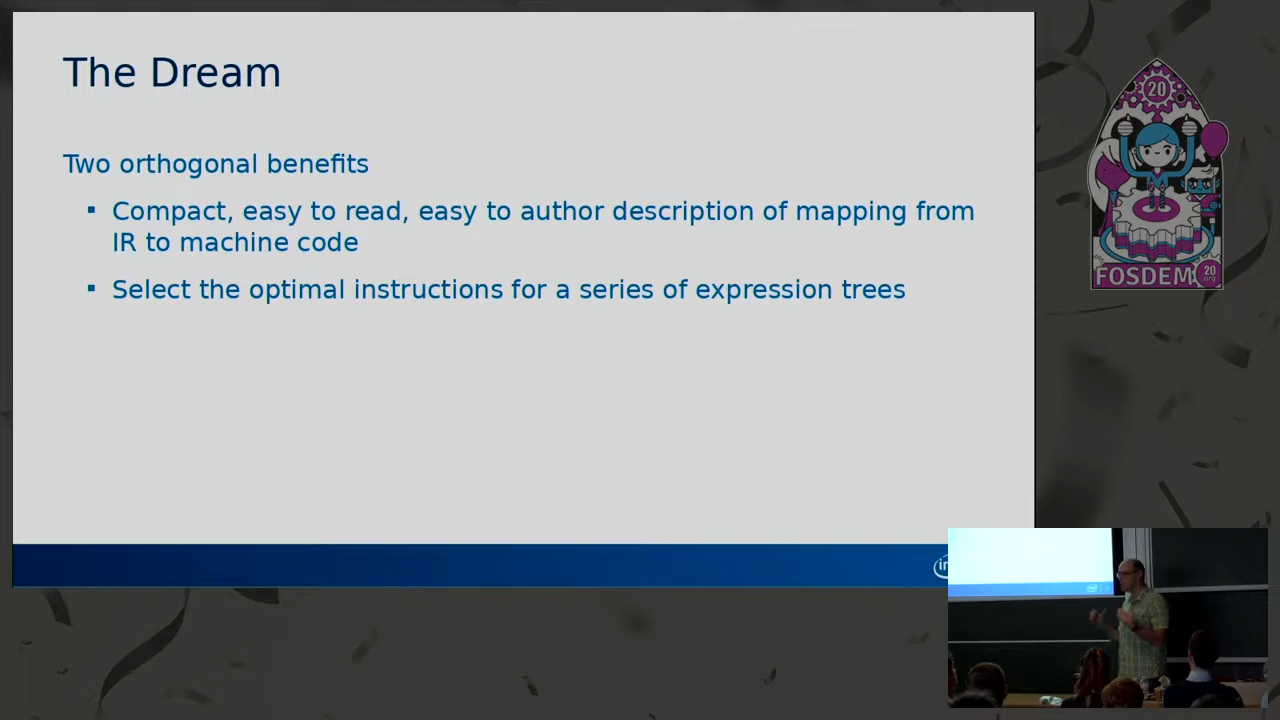 The Dream
Two orthogonal benefits
▪ Compact, easy to read, easy to author description of mapping from
IR to machine code
▪ Select the optimal instructions for a series of expression trees
20
FOSDEM
20
org